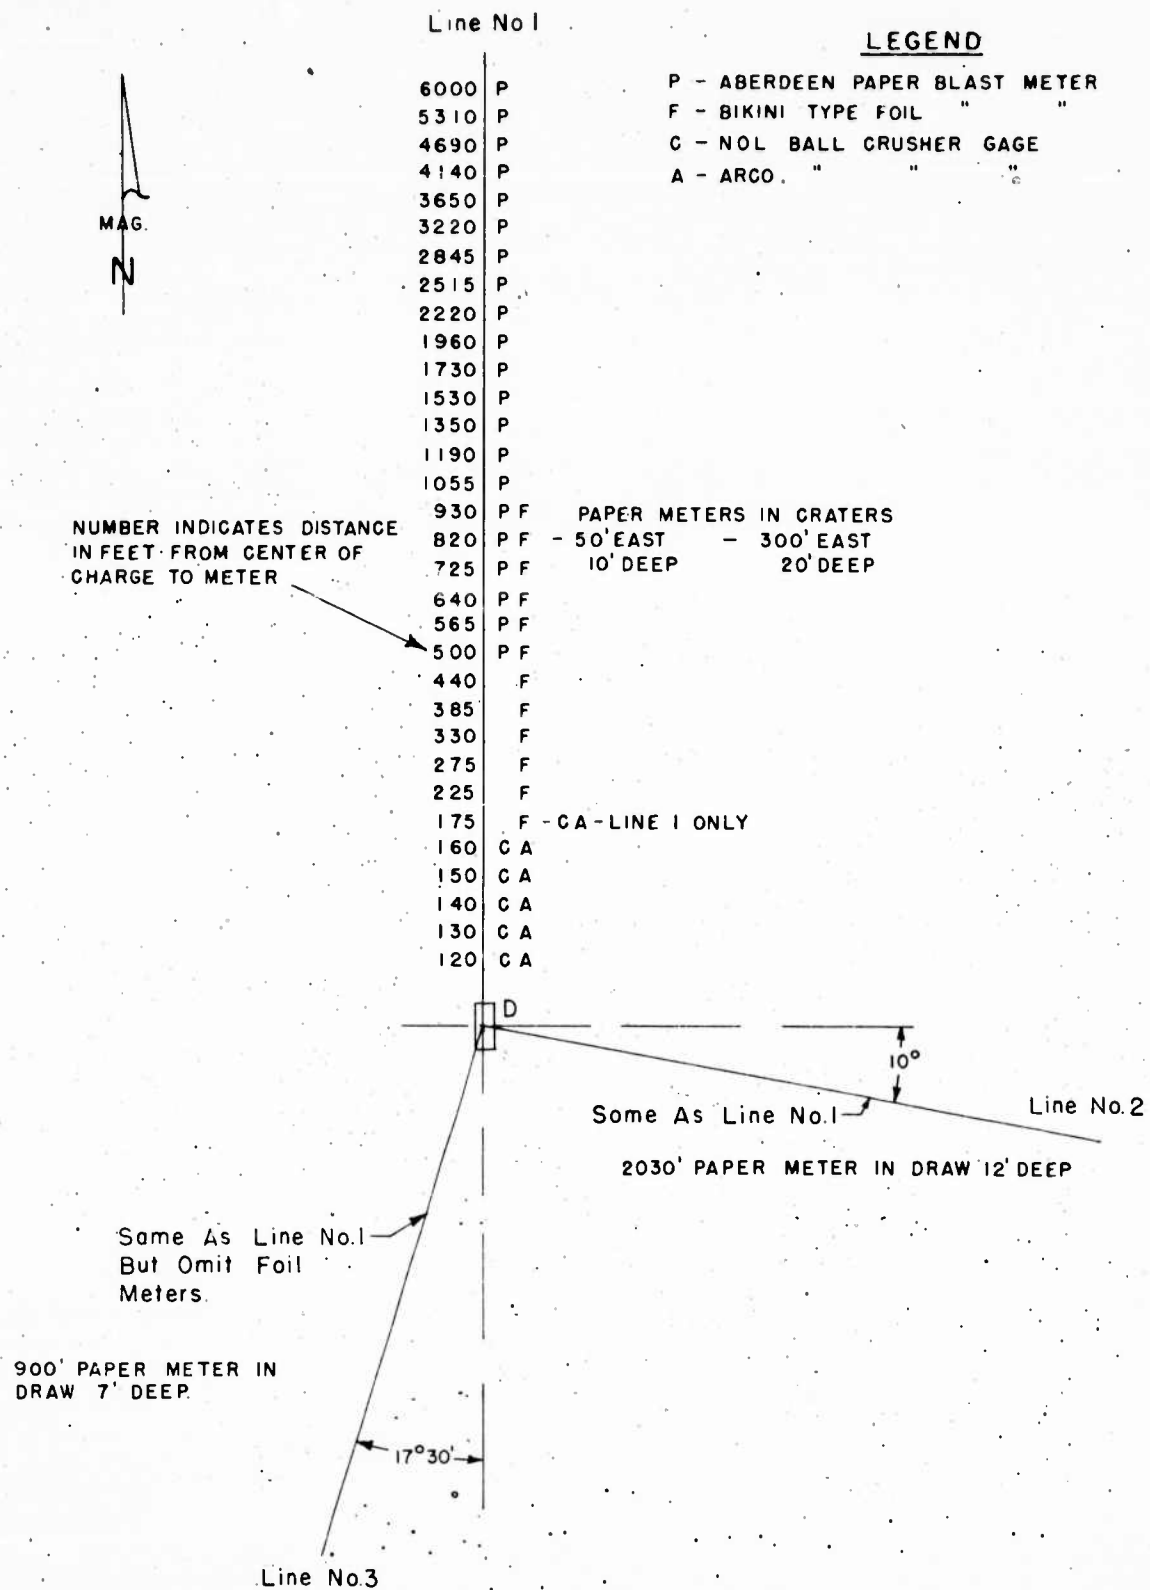 Line No 1
LEGEND
P - ABERDEEN PAPER BLAST METER
F - BIKINI TYPE FOIL " "
C - NOL BALL CRUSHER GAGE
A - ARCO. " " "
MAG.
N
6000 P
5310 P
4690 P
4140 P
3650 P
3220 P
2845 P
2515 P
2220 P
1960 P
1730 P
1530 P
1350 P
1190 P
1055 P
930 P F
820 P F
725 P F
640 P F
565 P F
500 P F
440 F
385 F
330 F
275 F
225 F
175 F - CA - LINE 1 ONLY
160 C A
150 C A
140 C A
130 C A
120 C A
PAPER METERS IN CRATERS
- 50' EAST - 300' EAST
10' DEEP 20' DEEP
NUMBER INDICATES DISTANCE
IN FEET FROM CENTER OF
CHARGE TO METER
D
10°
Same As Line No.1
Line No.2
2030' PAPER METER IN DRAW 12' DEEP
Same As Line No.1
But Omit Foil
Meters.
900' PAPER METER IN
DRAW 7' DEEP.
17°30'
Line No.3